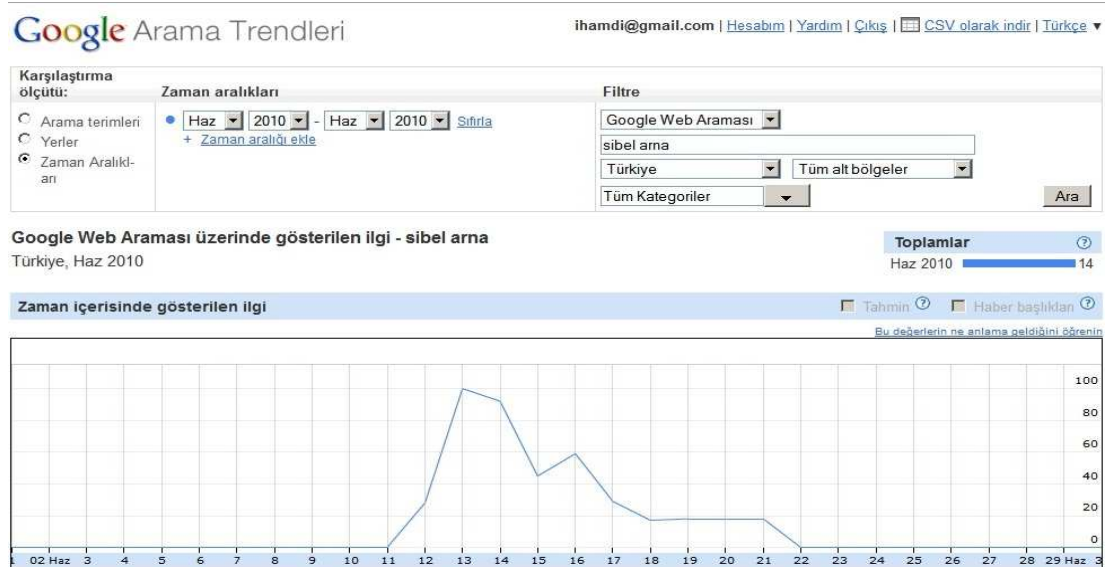 Google Arama Trendleri
ihamdi@gmail.com | Hesabım | Yardım | Çıkış | CSV olarak indir | Türkçe ▼
Karşılaştırma
ölçütü:
Zaman aralıkları
Filtre
Arama terimleri
Yerler
Zaman Aralıkl-
arı
Haz 2010 - Haz 2010 Sıfırla
+ Zaman aralığı ekle
Google Web Araması
sibel arna
Türkiye Tüm alt bölgeler
Tüm Kategoriler Ara
Google Web Araması üzerinde gösterilen ilgi - sibel arna
Türkiye, Haz 2010
Toplamlar ?
Haz 2010 14
Zaman içerisinde gösterilen ilgi
Tahmin ? Haber başlıkları ?
Bu değerlerin ne anlama geldiğini öğrenin
100
80
60
40
20
0
1 02 Haz 3 4 5 6 7 8 9 10 11 12 13 14 15 16 17 18 19 20 21 22 23 24 25 26 27 28 29 Haz 3